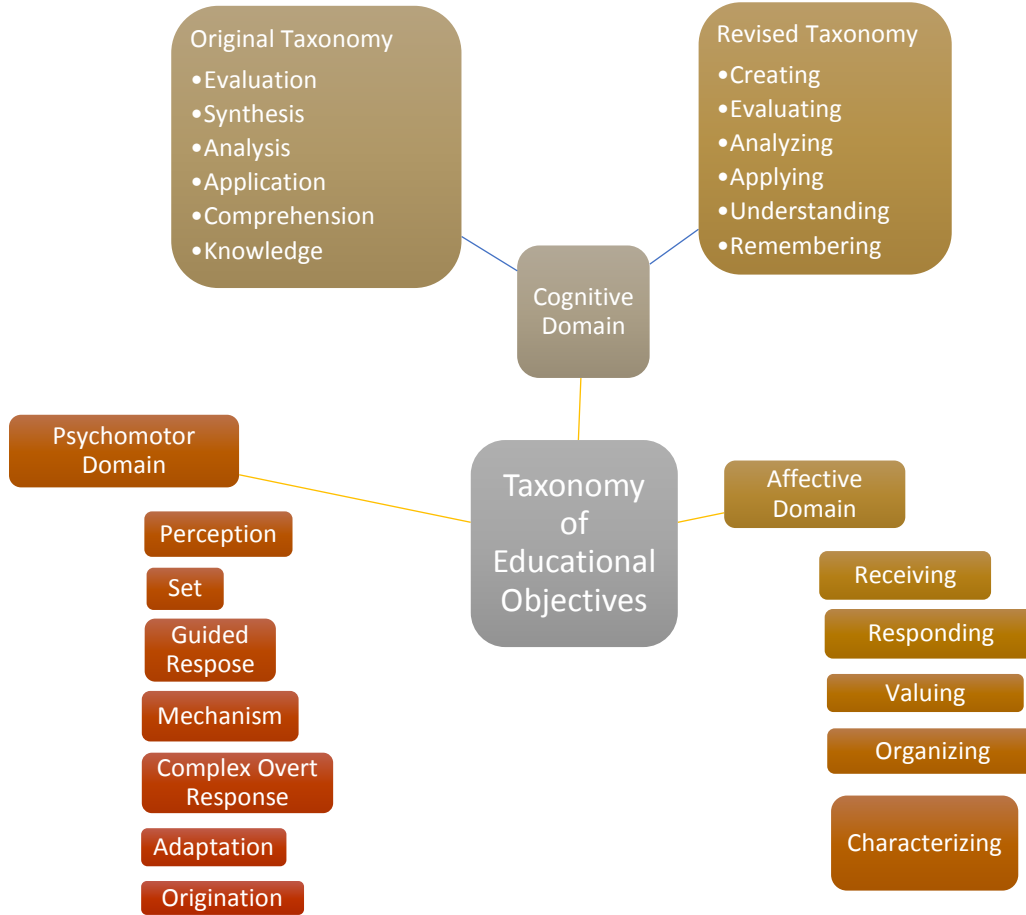 Original Taxonomy
•Evaluation
•Synthesis
•Analysis
•Application
•Comprehension
•Knowledge
Revised Taxonomy
•Creating
•Evaluating
•Analyzing
•Applying
•Understanding
•Remembering
Cognitive
Domain
Psychomotor
Domain
Taxonomy
of
Educational
Objectives
Affective
Domain
Perception
Set
Guided
Respose
Mechanism
Complex Overt
Response
Adaptation
Origination
Receiving
Responding
Valuing
Organizing
Characterizing